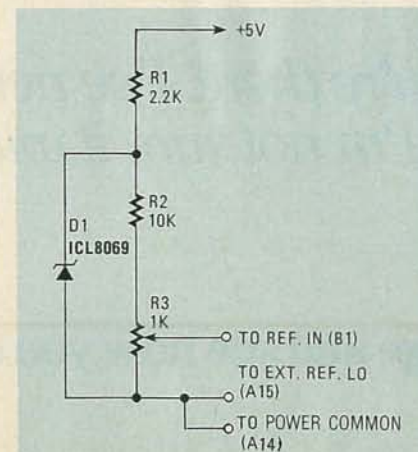 +5V
R1
2.2K
R2
10K
D1
ICL8069
R3
1K
TO REF. IN (B1)
TO EXT. REF. LO
(A15)
TO POWER COMMON
(A14)